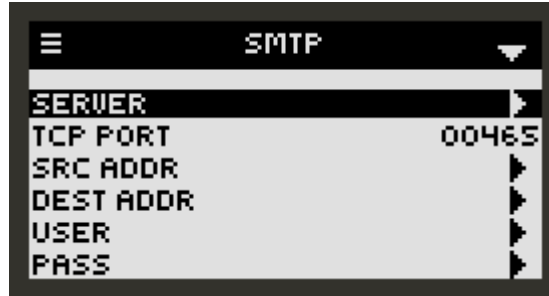 SMTP
SERVER
TCP PORT 00465
SRC ADDR
DEST ADDR
USER
PASS